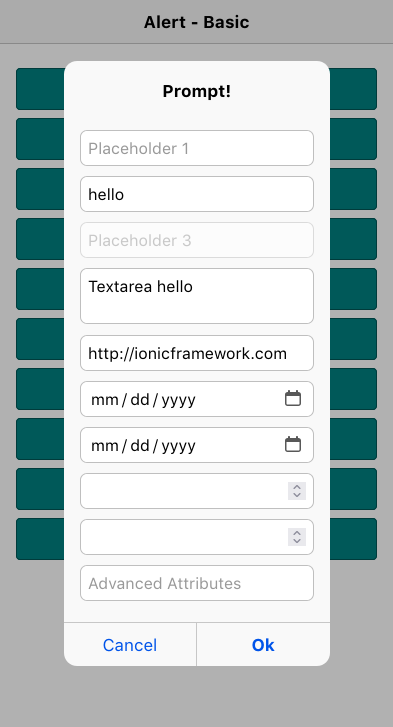 Alert - Basic
Prompt!
Placeholder 1
hello
Placeholder 3
Textarea hello
http://ionicframework.com
mm/dd/yyyy
mm/dd/yyyy
Advanced Attributes
Cancel
Ok